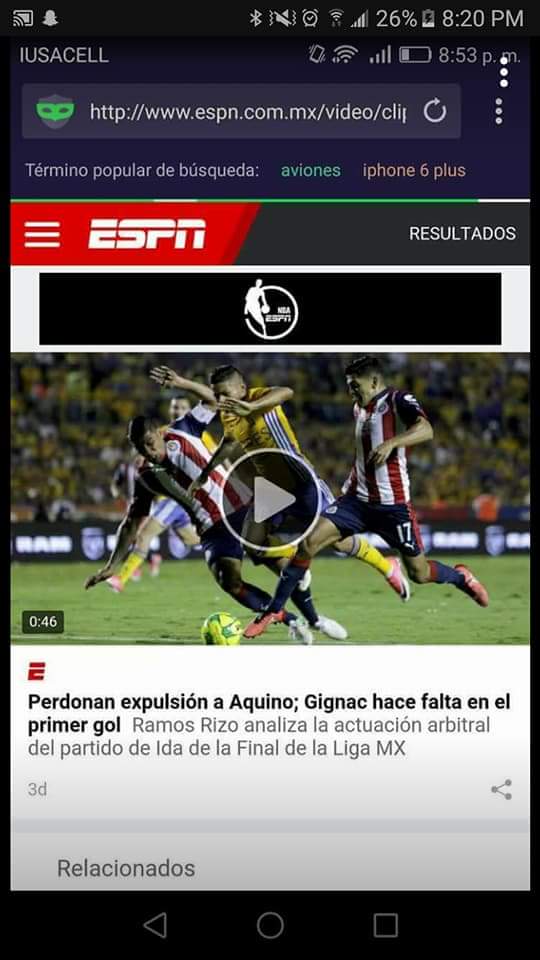 26% 8:20 PM
IUSACELL 8:53 p. m.
http://www.espn.com.mx/video/clip
Término popular de búsqueda: aviones iphone 6 plus
ESPN RESULTADOS
NBA
ESPN
RAM
17
0:46
E
Perdonan expulsión a Aquino; Gignac hace falta en el
primer gol Ramos Rizo analiza la actuación arbitral
del partido de Ida de la Final de la Liga MX
3d
Relacionados